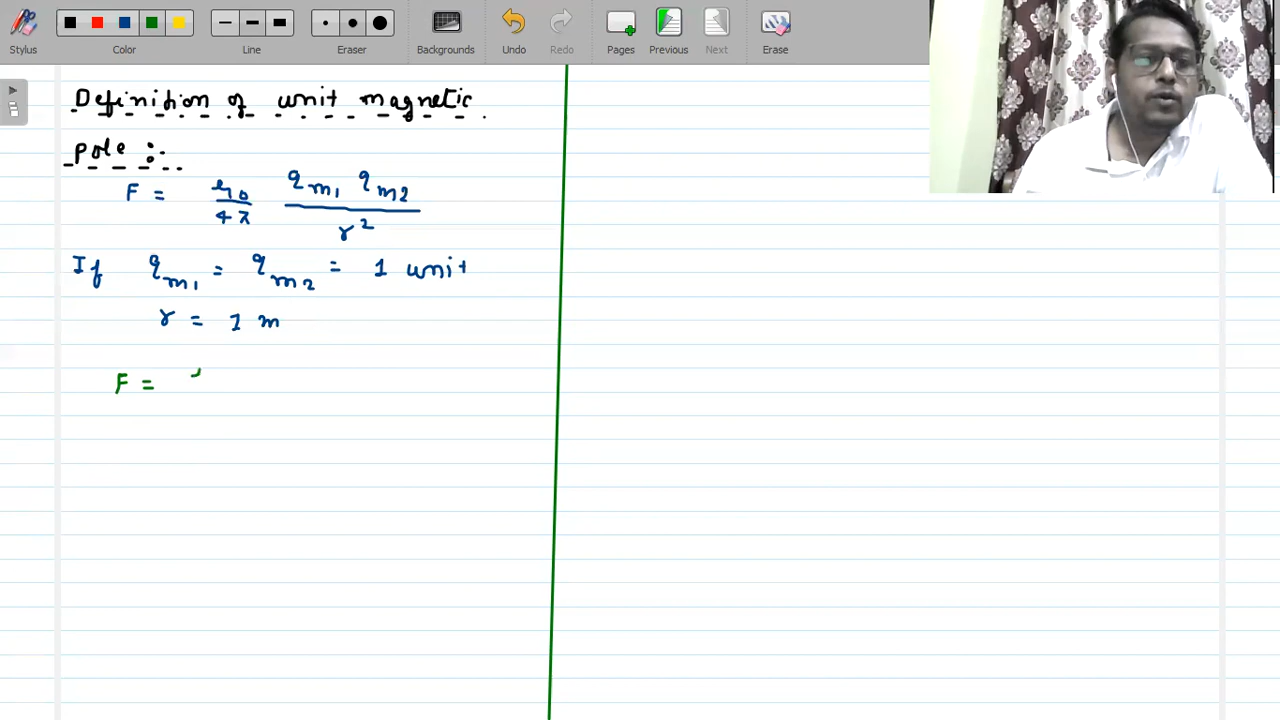 Stylus Color Line Eraser Backgrounds Undo Redo Pages Previous Next Erase
Definition of unit magnetic
pole :-
F = μ0/4π qm1 qm2/r²
If qm1 = qm2 = 1 unit
r = 1 m
F =